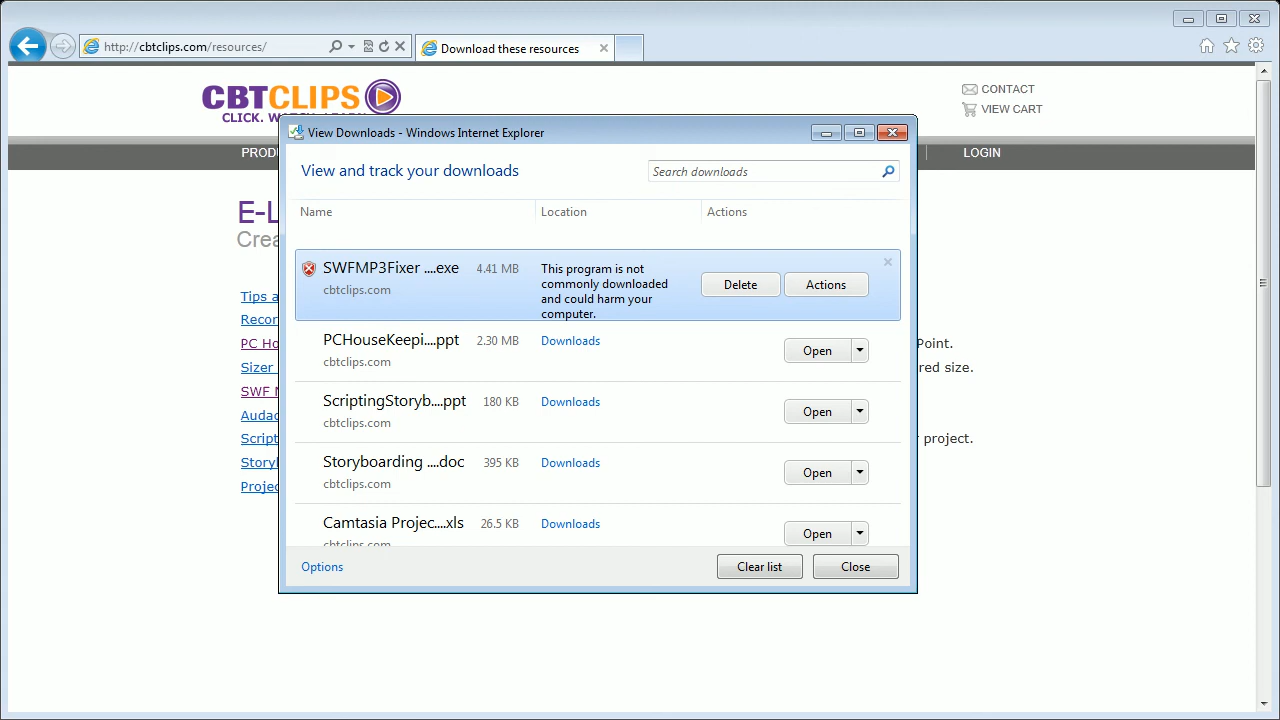 http://cbtclips.com/resources/
Download these resources
CBTCLIPS
CLICK. W
CONTACT
VIEW CART
PRODU
LOGIN
View Downloads - Windows Internet Explorer
View and track your downloads
Search downloads
Name
Location
Actions
SWFMP3Fixer ....exe
4.41 MB
cbtclips.com
This program is not
commonly downloaded
and could harm your
computer.
Delete
Actions
PCHouseKeepi....ppt
2.30 MB
Downloads
cbtclips.com
Open
ScriptingStoryb....ppt
180 KB
Downloads
cbtclips.com
Open
Storyboarding ....doc
395 KB
Downloads
cbtclips.com
Open
Camtasia Projec....xls
26.5 KB
Downloads
cbtclips.com
Open
Options
Clear list
Close
E-L
Crea
Tips a
Recor
PC Ho
Point.
Sizer
red size.
SWF M
Audac
Script
project.
Storyl
Projec